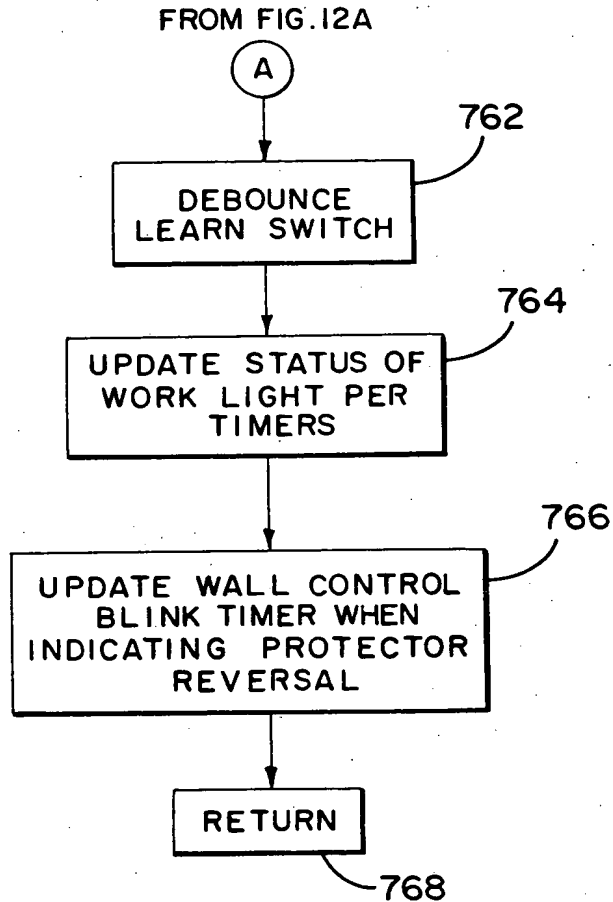 FROM FIG.12A
A
762
DEBOUNCE
LEARN SWITCH
764
UPDATE STATUS OF
WORK LIGHT PER
TIMERS
766
UPDATE WALL CONTROL
BLINK TIMER WHEN
INDICATING PROTECTOR
REVERSAL
RETURN
768